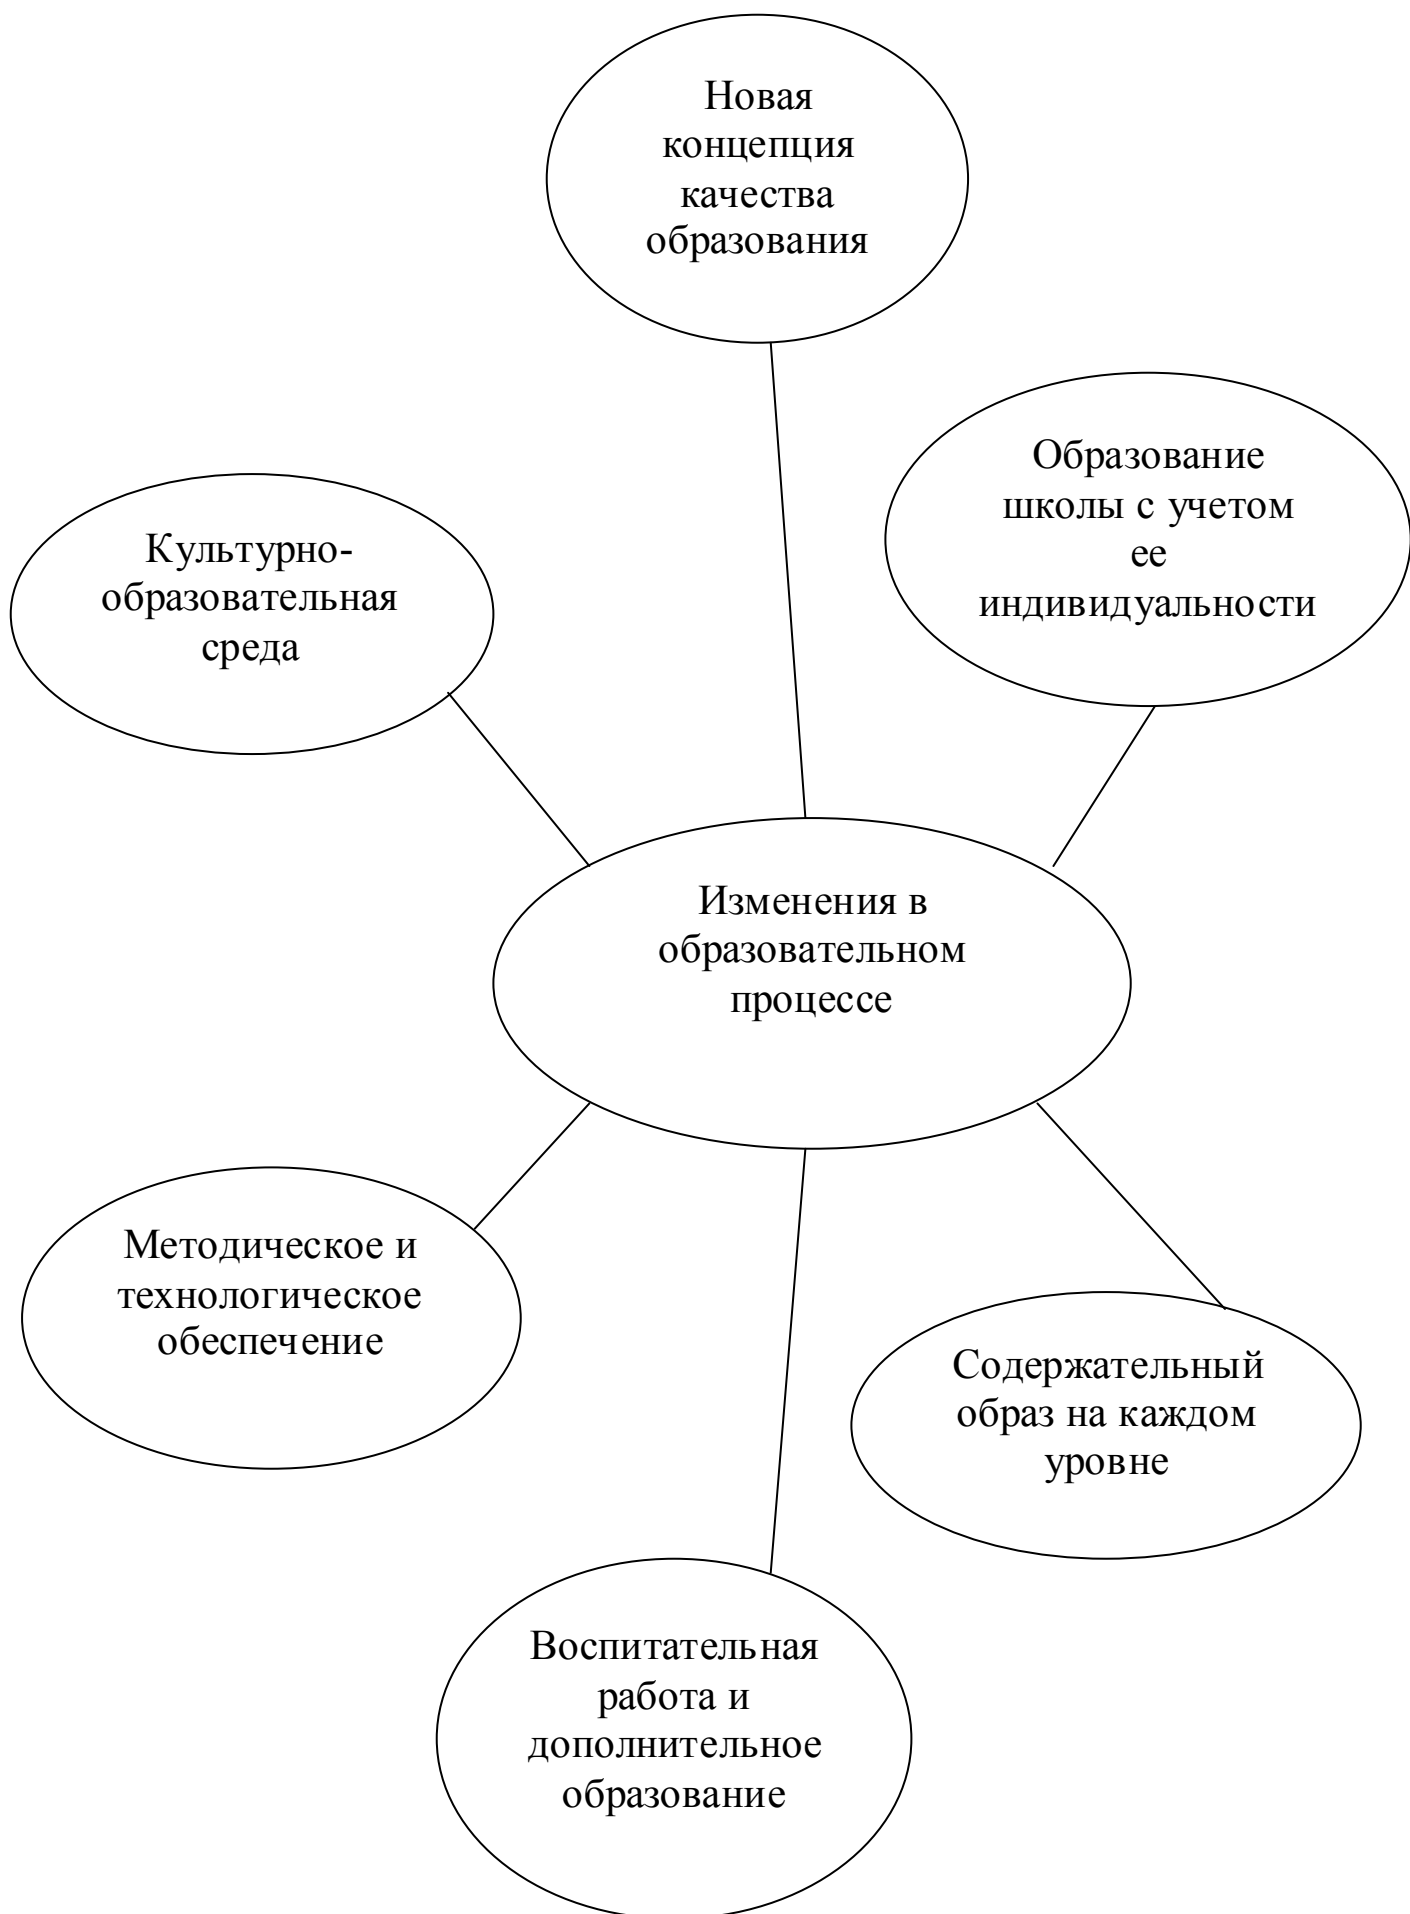 Новая
концепция
качества
образования
Образование
школы с учетом
ее
индивидуальности
Культурно-
образовательная
среда
Изменения в
образовательном
процессе
Методическое и
технологическое
обеспечение
Содержательный
образ на каждом
уровне
Воспитательная
работа и
дополнительное
образование